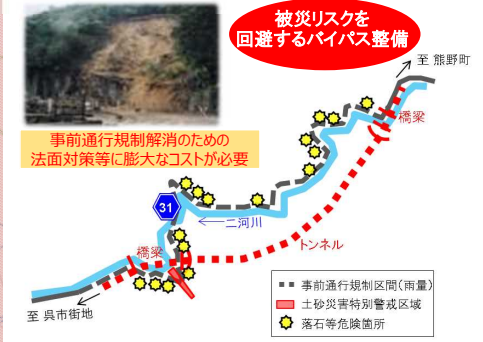 被災リスクを
回避するバイパス整備
至 熊野町
橋梁
事前通行規制解消のための
法面対策等に膨大なコストが必要
31
二河川
トンネル
橋梁
至 呉市街地
事前通行規制区間(雨量)
土砂災害特別警戒区域
落石等危険箇所